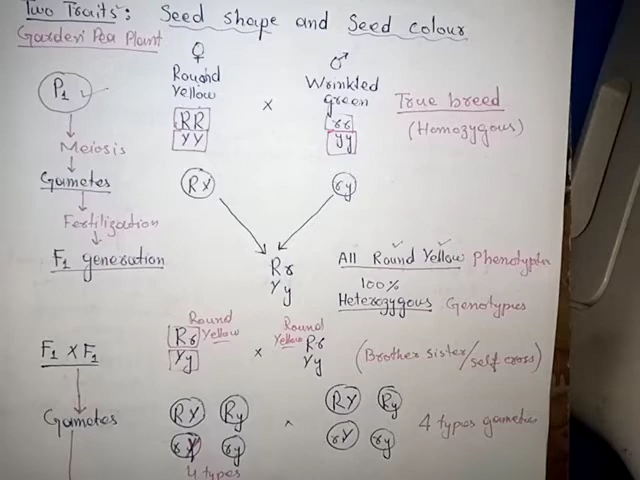 Two Traits: Seed shape and Seed colour
Garden Pea Plant
♀ ♂
Round Wrinkled
Yellow green
P1 × True breed
RR rr (Homozygous)
YY yy
Meiosis
Gametes RY ry
Fertilization
F1 generation Rr All Round Yellow Phenotypes
Yy 100%
Heterozygous Genotypes
Round Round
Yellow Yellow
F1 × F1 Rr × Rr (Brother sister/self cross)
Yy Yy
Gametes RY Ry × RY Ry 4 types gametes
rY ry rY ry
4 types